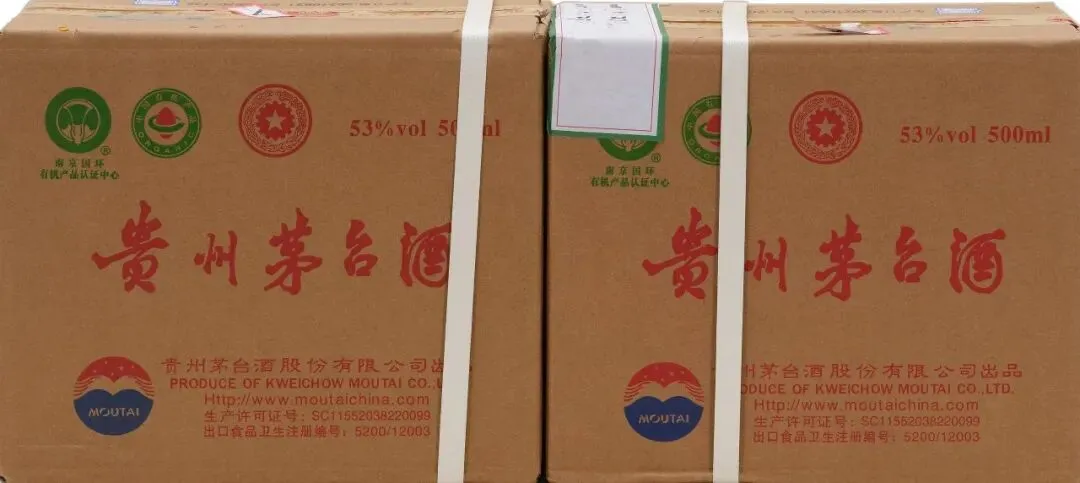 53%vol 500ml
南京国环
有机产品认证中心
贵州茅台酒
MOUTAI
贵州茅台酒股份有限公司出品
PRODUCE OF KWEICHOW MOUTAI CO.,LTD.
Http://www.moutaichina.com
生产许可证号：SC11552038220099
出口食品卫生注册编号：5200/12003
53%vol 500ml
南京国环
有机产品认证中心
贵州茅台酒
MOUTAI
州茅台酒股份有限公司出品
DUCE OF KWEICHOW MOUTAI CO.,LTD.
Http://www.moutaichina.com
生产许可证号：SC11552038220099
出口食品卫生注册编号：5200/12003